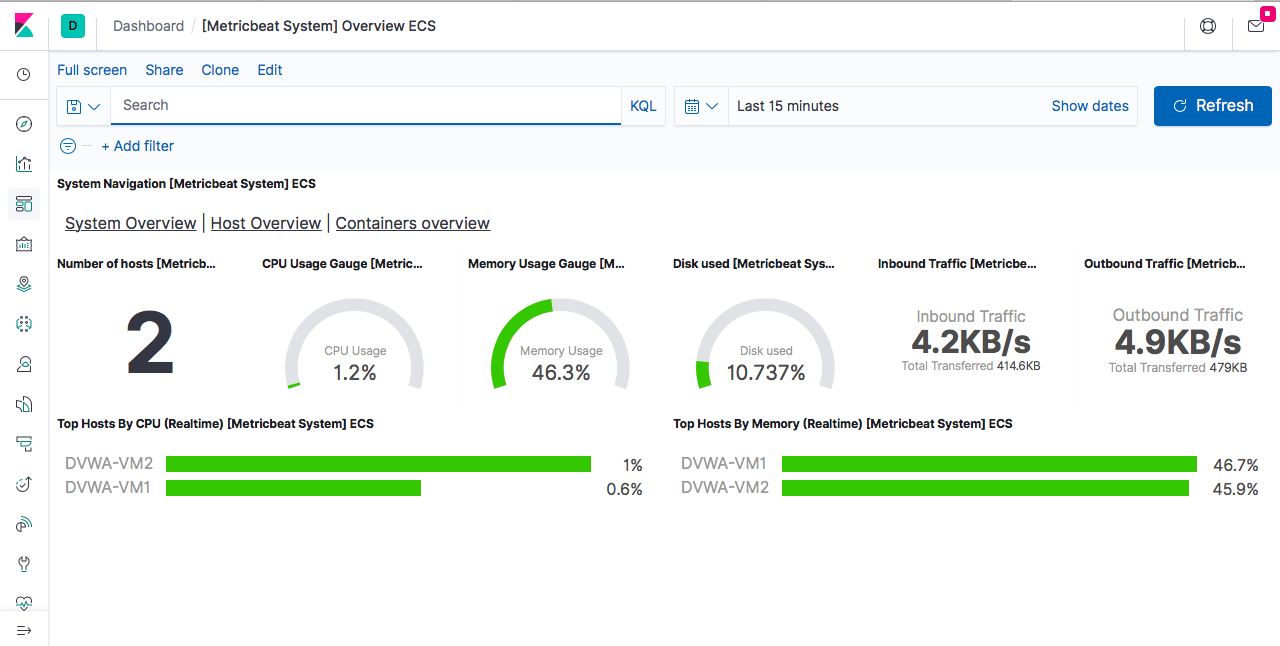 D Dashboard / [Metricbeat System] Overview ECS
Full screen Share Clone Edit
Search KQL Last 15 minutes Show dates Refresh
+ Add filter
System Navigation [Metricbeat System] ECS
System Overview | Host Overview | Containers overview
Number of hosts [Metricb... CPU Usage Gauge [Metric... Memory Usage Gauge [M... Disk used [Metricbeat Sys... Inbound Traffic [Metricbe... Outbound Traffic [Metricb...
2
CPU Usage
1.2%
Memory Usage
46.3%
Disk used
10.737%
Inbound Traffic
4.2KB/s
Total Transferred 414.6KB
Outbound Traffic
4.9KB/s
Total Transferred 479KB
Top Hosts By CPU (Realtime) [Metricbeat System] ECS
DVWA-VM2 1%
DVWA-VM1 0.6%
Top Hosts By Memory (Realtime) [Metricbeat System] ECS
DVWA-VM1 46.7%
DVWA-VM2 45.9%